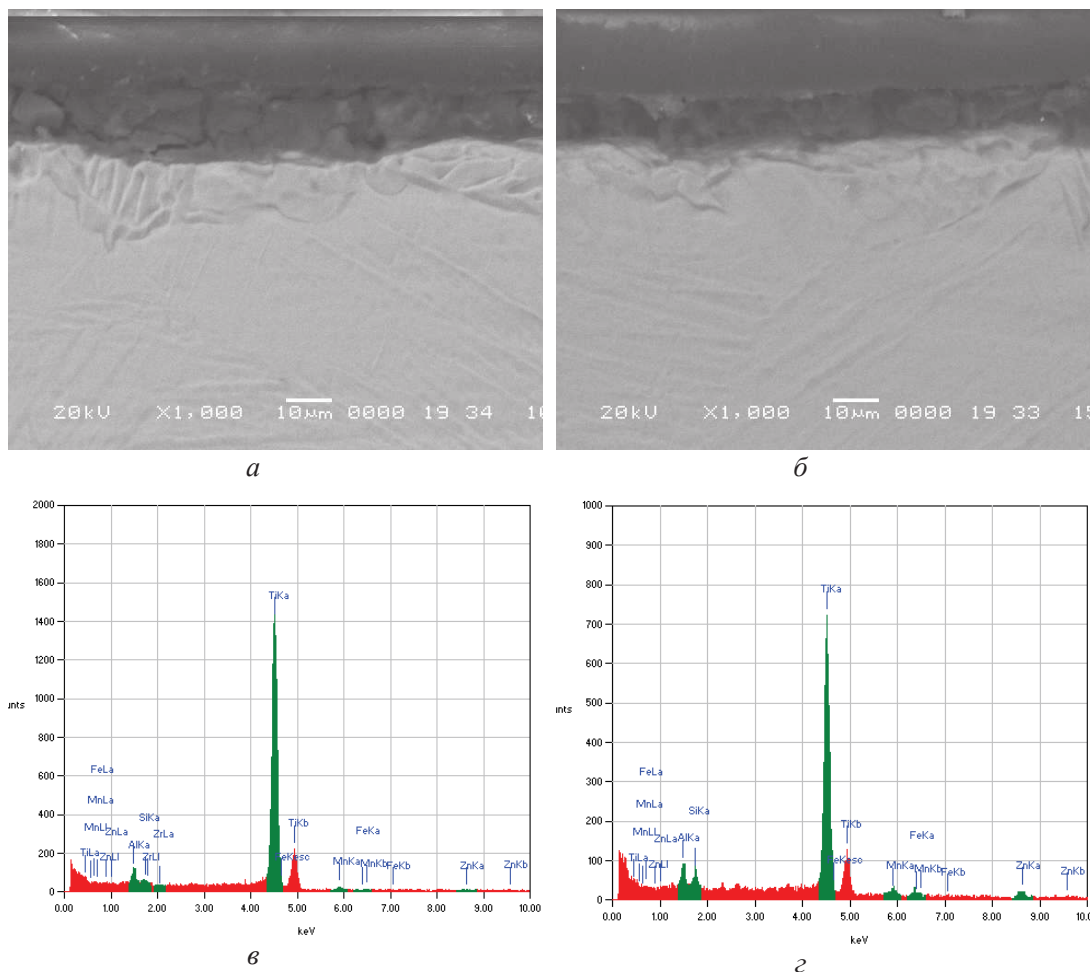 20kV X1,000 10µm 0000 19 34
20kV X1,000 10µm 0000 19 33
а
б
2000
1800
1600
1400
1200
1000
800
600
400
200
0
unts
TiKa
FeLa
MnLa
SiKa
MnLl
ZnLa
ZrLa
FeKa
TiKb
AlKa
TiLa
ZnLl
ZrLl
FeKesc
MnKa
MnKb
FeKb
ZnKa
ZnKb
0.00 1.00 2.00 3.00 4.00 5.00 6.00 7.00 8.00 9.00 10.00
keV
в
1000
900
800
700
600
500
400
300
200
100
0
unts
TiKa
FeLa
MnLa
SiKa
MnLl
ZnLa
AlKa
TiKb
FeKa
TiLa
ZnLl
eKesc
MnKa
MnKb
FeKb
ZnKa
ZnKb
0.00 1.00 2.00 3.00 4.00 5.00 6.00 7.00 8.00 9.00 10.0
keV
г